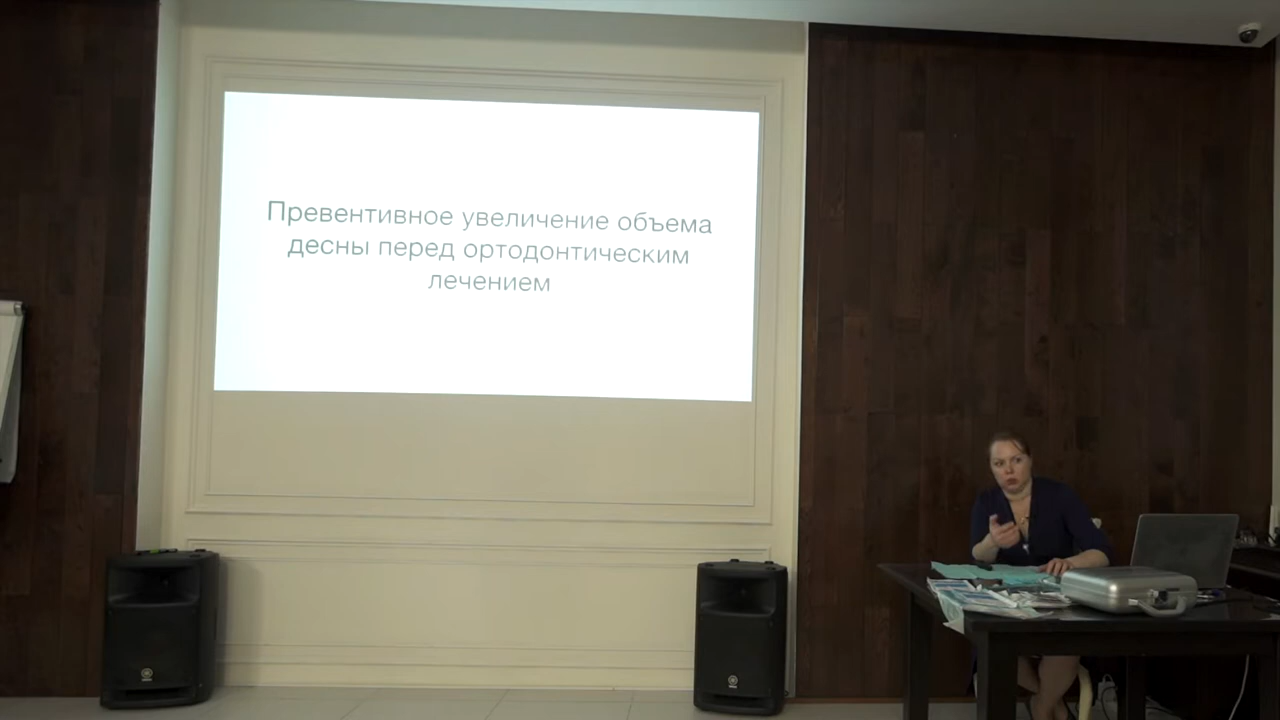 Превентивное увеличение объема
десны перед ортодонтическим
лечением